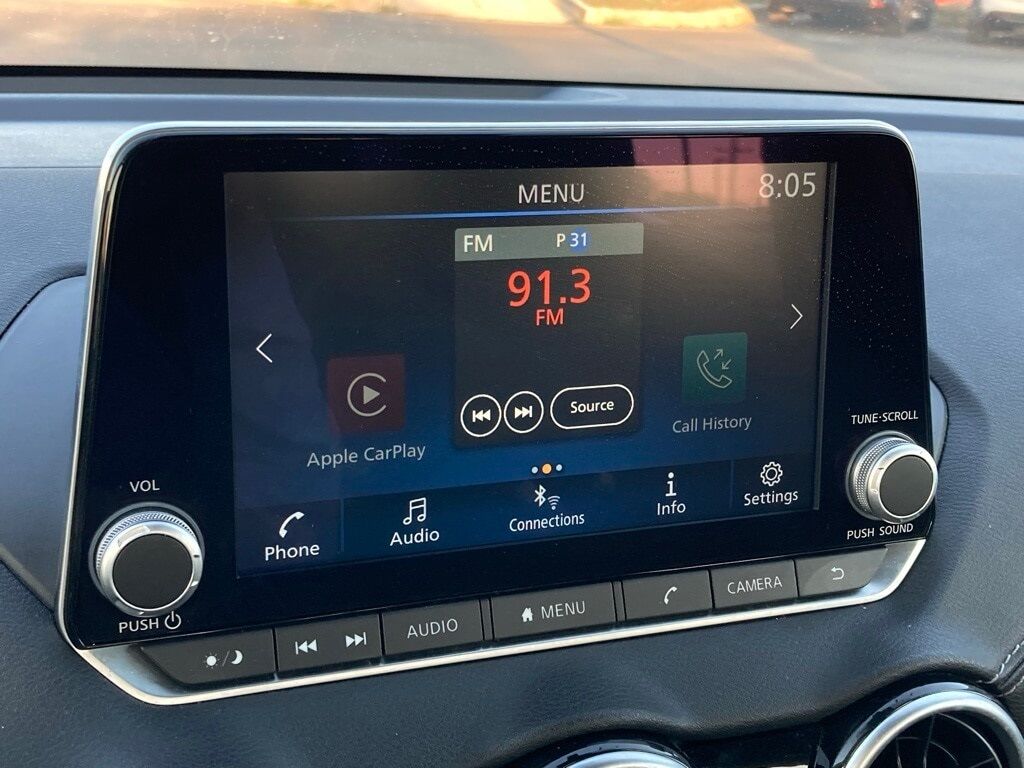 MENU
8:05
FM P 31
91.3
FM
Source
Apple CarPlay
Call History
Phone
Audio
Connections
Info
Settings
VOL
PUSH
TUNE·SCROLL
PUSH SOUND
AUDIO
MENU
CAMERA